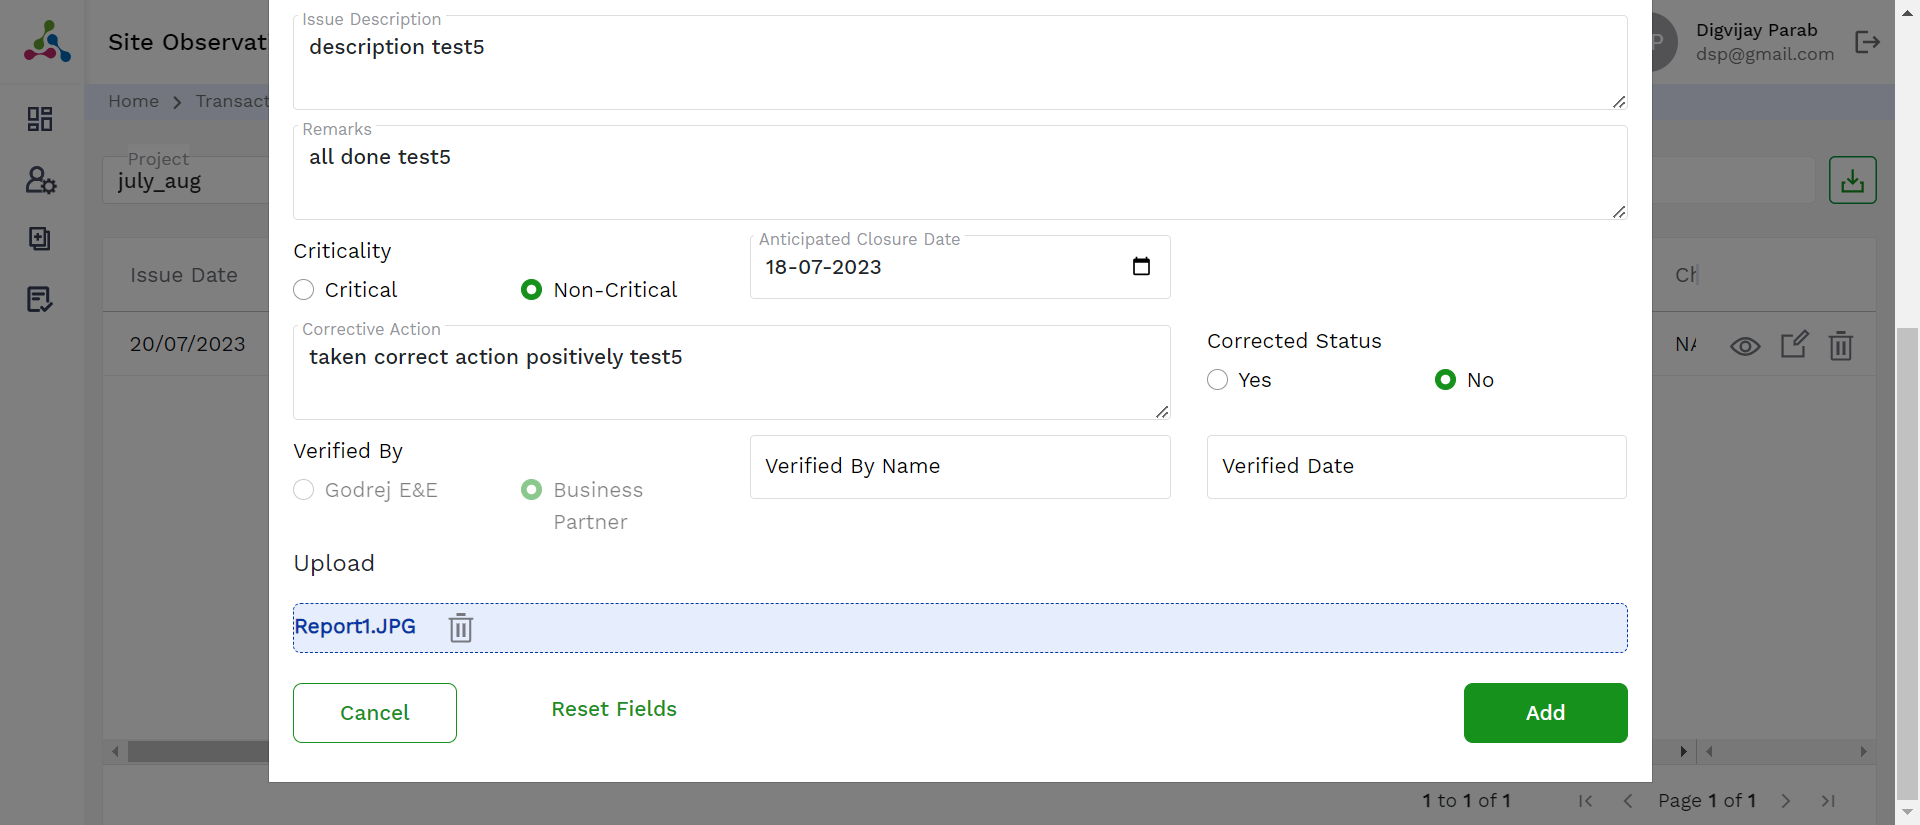 Site Observat
Digvijay Parab
dsp@gmail.com
Home
Transact
Project
july_aug
Issue Date
20/07/2023
Issue Description
description test5
Remarks
all done test5
Criticality
Critical
Non-Critical
Anticipated Closure Date
18-07-2023
Corrective Action
taken correct action positively test5
Corrected Status
Yes
No
Verified By
Godrej E&E
Business
Partner
Verified By Name
Verified Date
Upload
Report1.JPG
Cancel
Reset Fields
Add
P
Ch
NA
1 to 1 of 1
Page 1 of 1